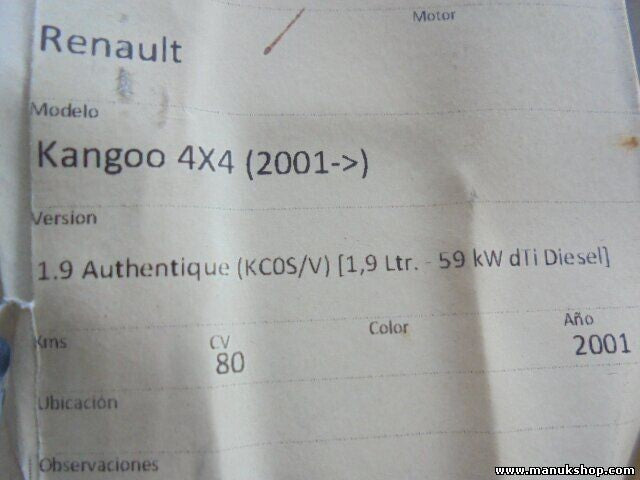 Motor
Renault
Modelo
Kangoo 4X4 (2001->)
Version
1.9 Authentique (KC0S/V) [1,9 Ltr. - 59 kW dTi Diesel]
Kms CV Color Año
80 2001
Ubicación
Observaciones
www.manukshop.com